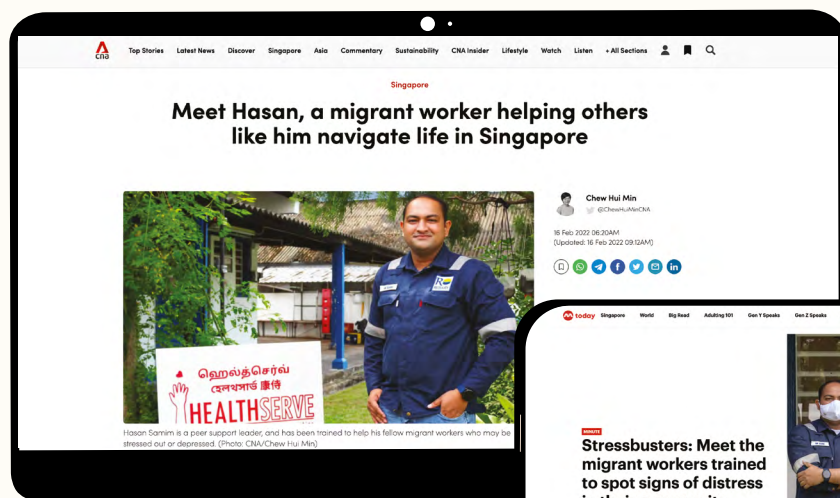 cna
Top Stories Latest News Discover Singapore Asia Commentary Sustainability CNA Insider Lifestyle Watch Listen + All Sections
Singapore
Meet Hasan, a migrant worker helping others
like him navigate life in Singapore
Chew Hui Min
@ChewHuiMinCNA
16 Feb 2022 06:20AM
(Updated: 16 Feb 2022 09:12AM)
ஹெல்த்செர்வ்
হেলথসার্ভ 康侍
HEALTHSERVE
Hasan Samim is a peer support leader, and has been trained to help his fellow migrant workers who may be
stressed out or depressed. (Photo: CNA/Chew Hui Min)
today Singapore World Big Read Adulting 101 Gen Y Speaks Gen Z Speaks
MINUTE
Stressbusters: Meet the
migrant workers trained
to spot signs of distress